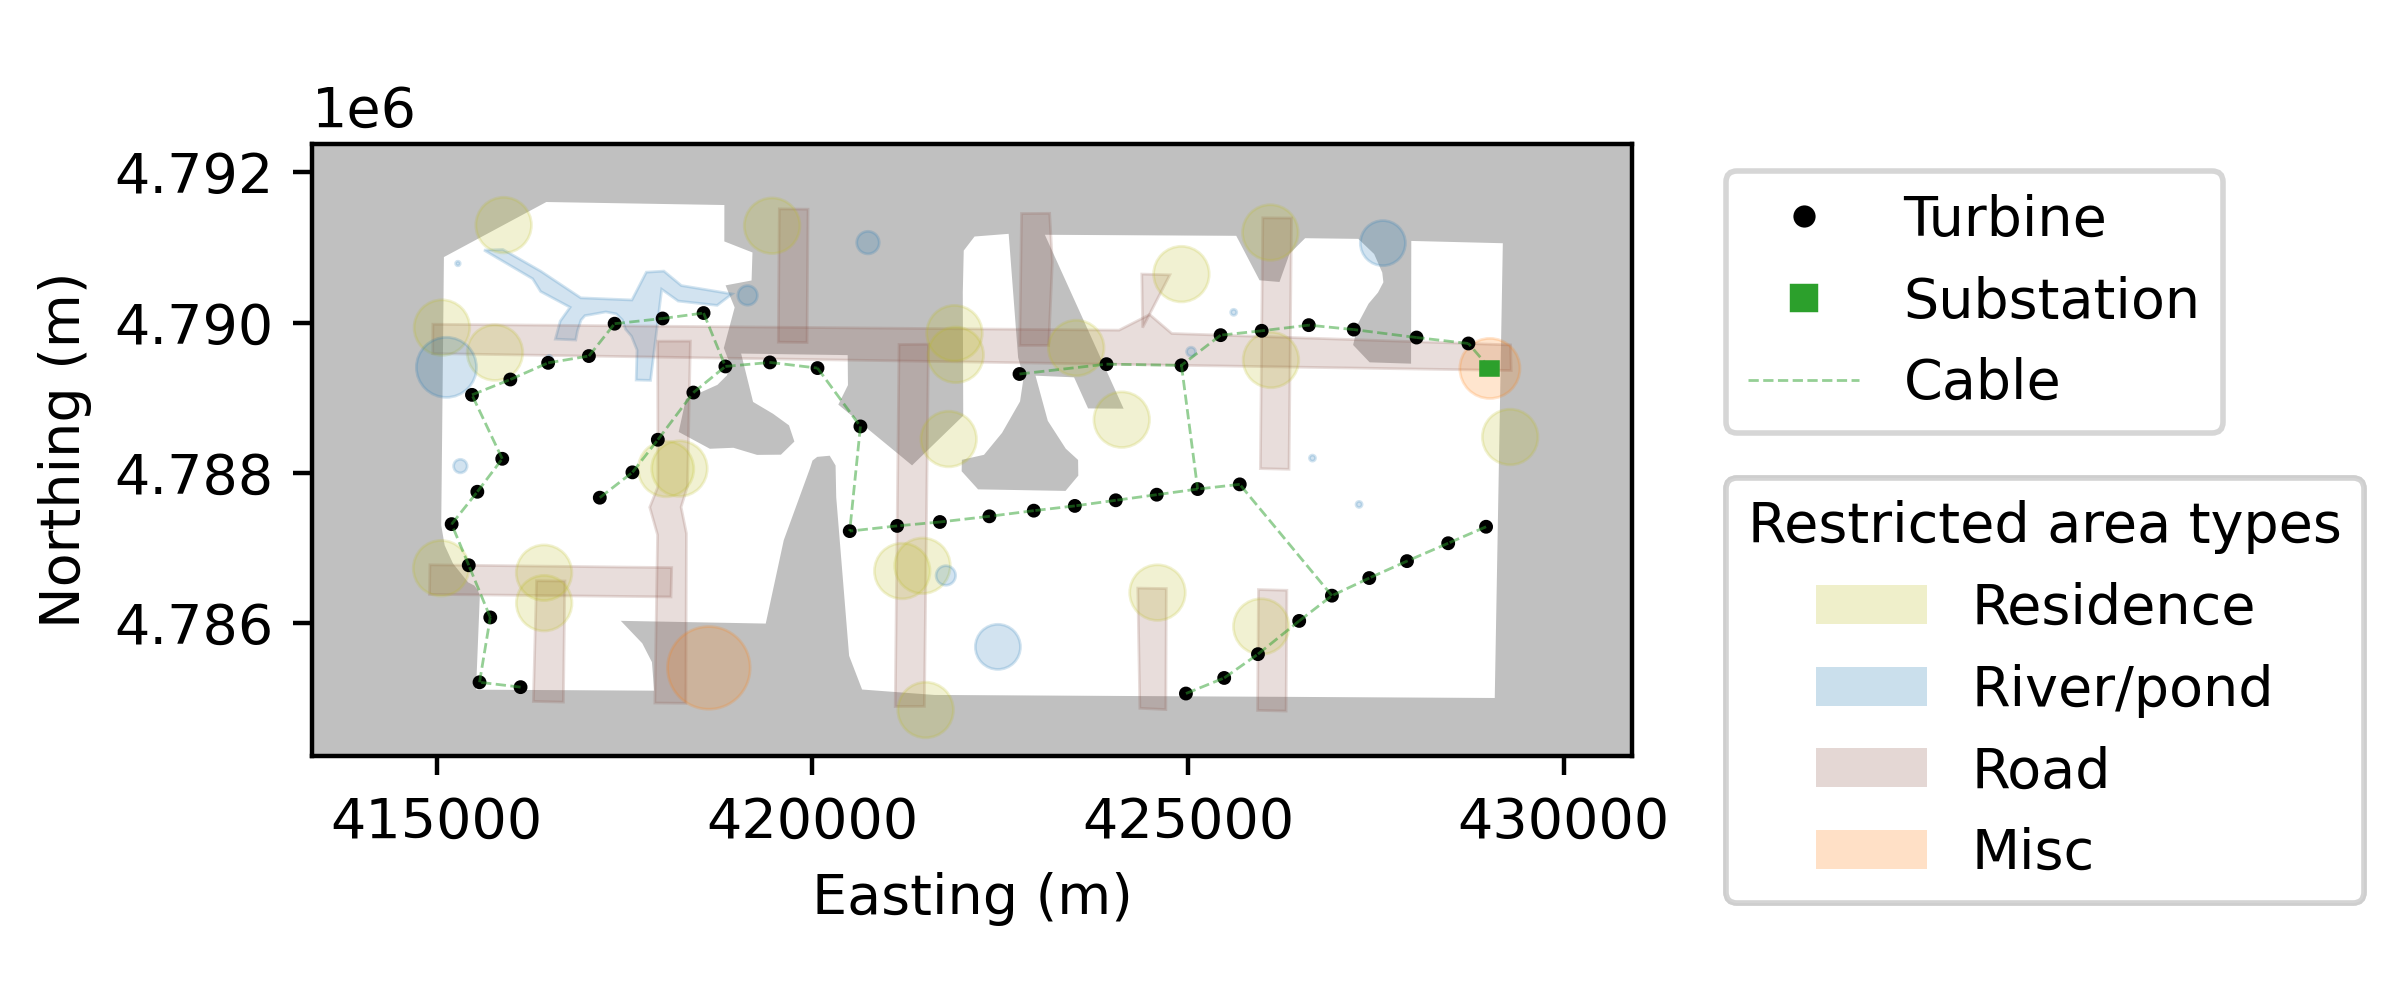 1e6
4.792
4.790
4.788
4.786
Northing (m)
415000
420000
425000
430000
Easting (m)
Turbine
Substation
Cable
Restricted area types
Residence
River/pond
Road
Misc